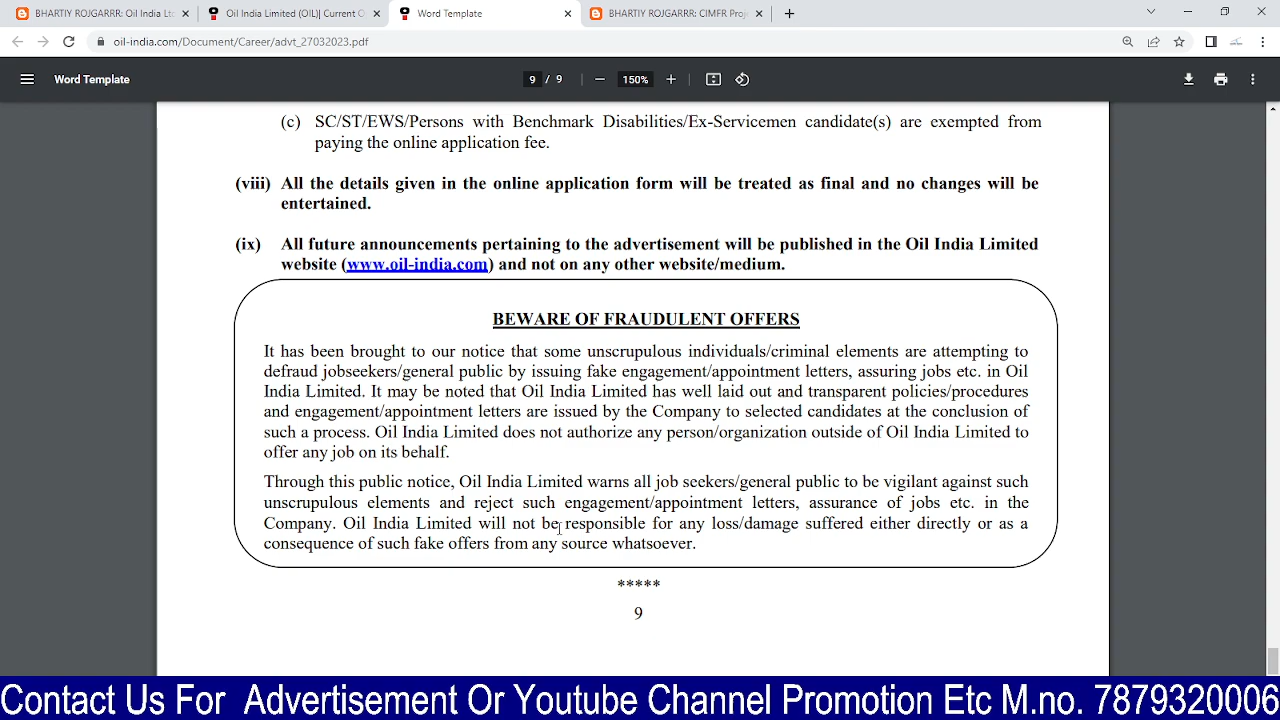 BHARTIY ROJGARRR: Oil India Ltd
Oil India Limited (OIL)| Current O
Word Template
BHARTIY ROJGARRR: CIMFR Proj
oil-india.com/Document/Career/advt_27032023.pdf
Word Template
9 / 9
150%
(c) SC/ST/EWS/Persons with Benchmark Disabilities/Ex-Servicemen candidate(s) are exempted from
paying the online application fee.
(viii) All the details given in the online application form will be treated as final and no changes will be
entertained.
(ix) All future announcements pertaining to the advertisement will be published in the Oil India Limited
website (www.oil-india.com) and not on any other website/medium.
BEWARE OF FRAUDULENT OFFERS
It has been brought to our notice that some unscrupulous individuals/criminal elements are attempting to
defraud jobseekers/general public by issuing fake engagement/appointment letters, assuring jobs etc. in Oil
India Limited. It may be noted that Oil India Limited has well laid out and transparent policies/procedures
and engagement/appointment letters are issued by the Company to selected candidates at the conclusion of
such a process. Oil India Limited does not authorize any person/organization outside of Oil India Limited to
offer any job on its behalf.
Through this public notice, Oil India Limited warns all job seekers/general public to be vigilant against such
unscrupulous elements and reject such engagement/appointment letters, assurance of jobs etc. in the
Company. Oil India Limited will not be responsible for any loss/damage suffered either directly or as a
consequence of such fake offers from any source whatsoever.
*****
9
Contact Us For Advertisement Or Youtube Channel Promotion Etc M.no. 7879320006